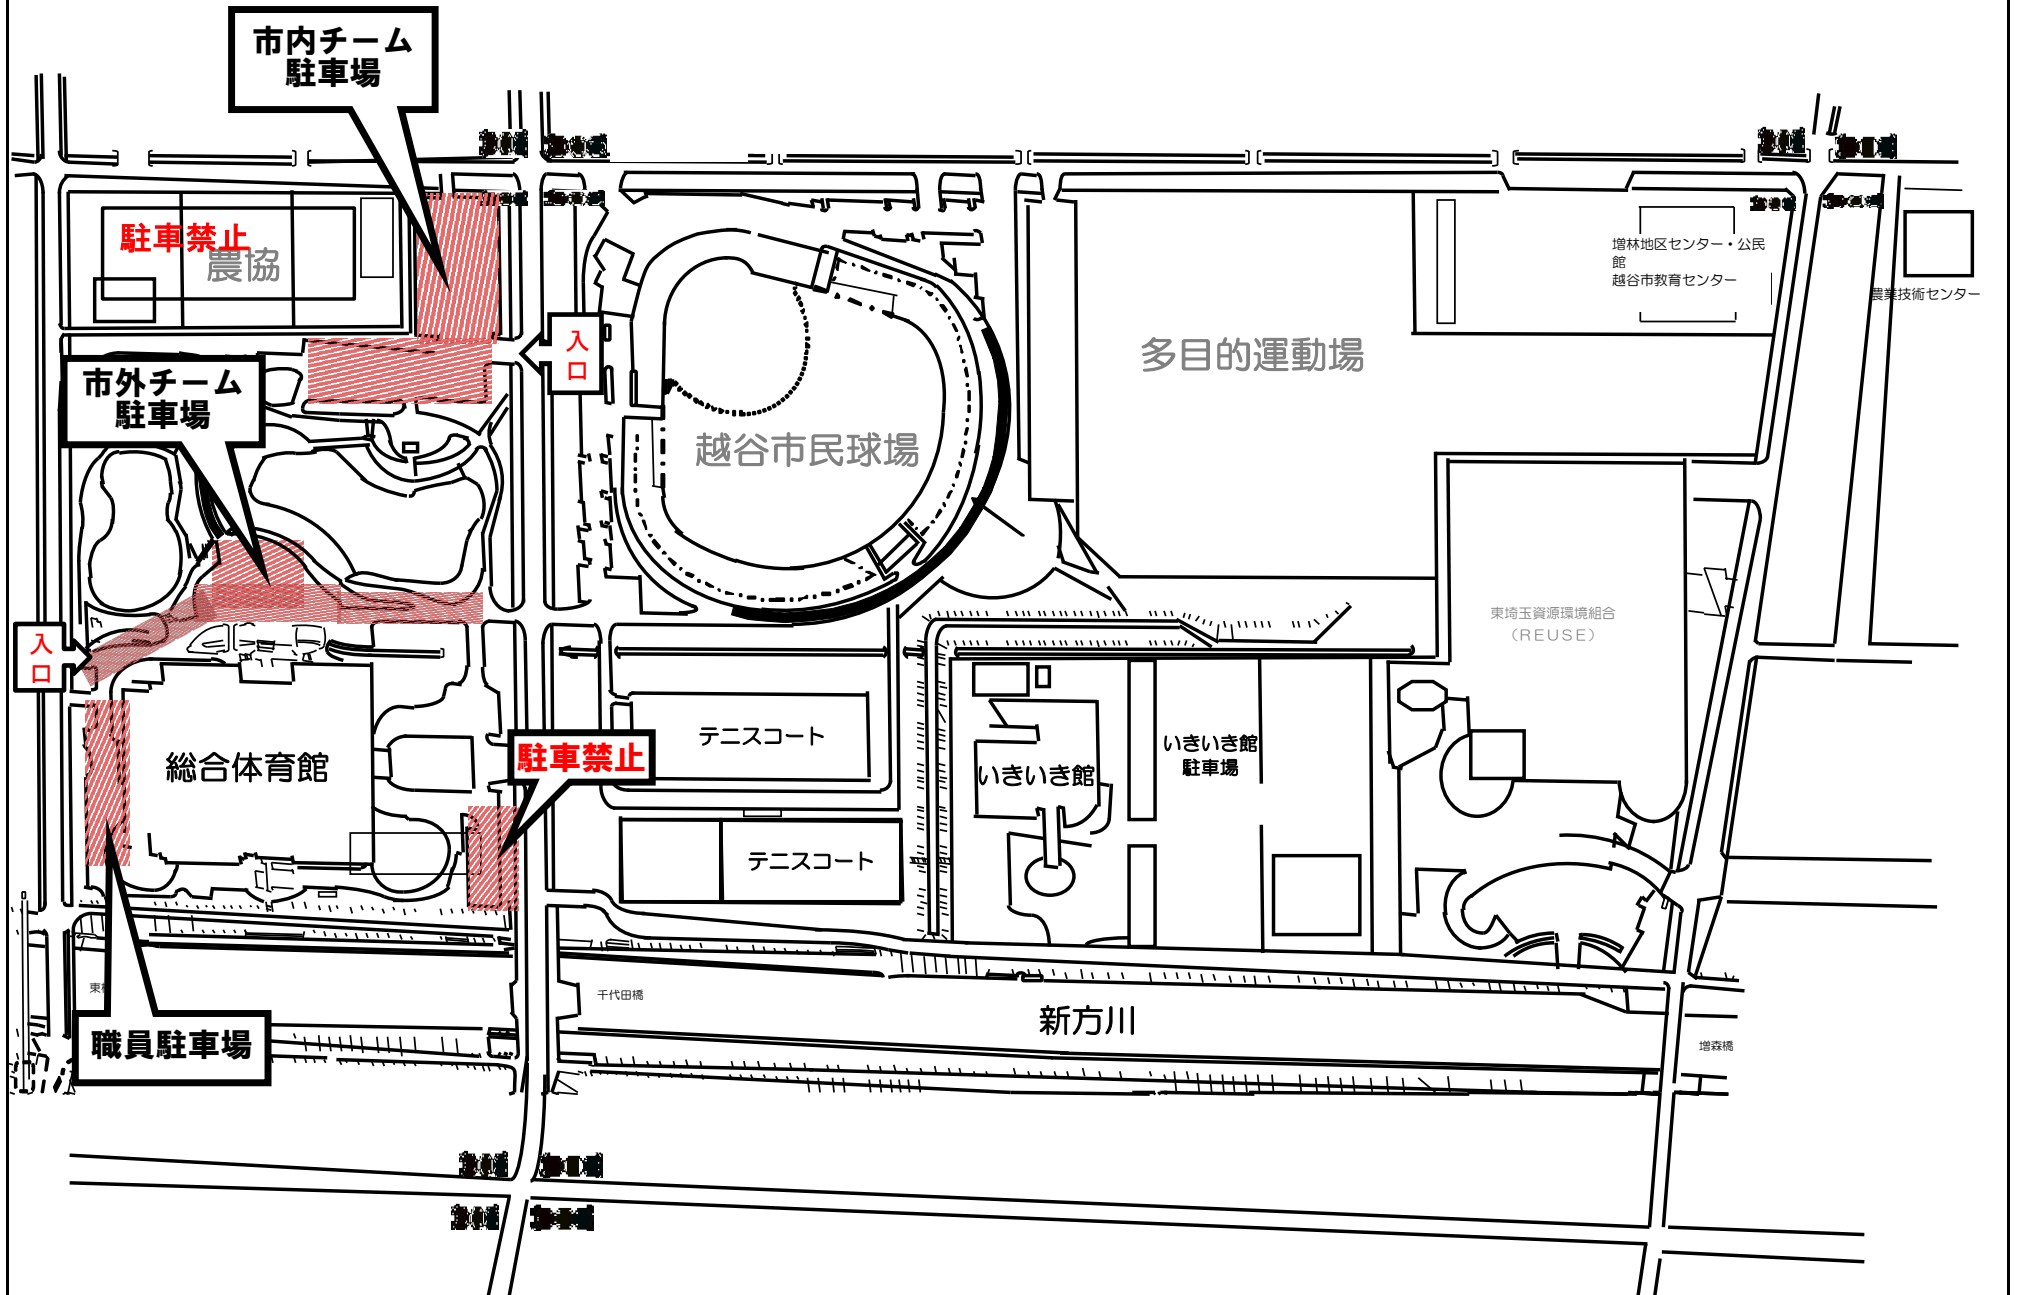 市内チーム
駐車場
駐車禁止
農協
入
口
市外チーム
駐車場
越谷市民球場
多目的運動場
増林地区センター・公民
館
越谷市教育センター
農業技術センター
東埼玉資源環境組合
（REUSE）
入
口
総合体育館
駐車禁止
テニスコート
テニスコート
いきいき館
いきいき館
駐車場
東
千代田橋
新方川
増森橋
職員駐車場